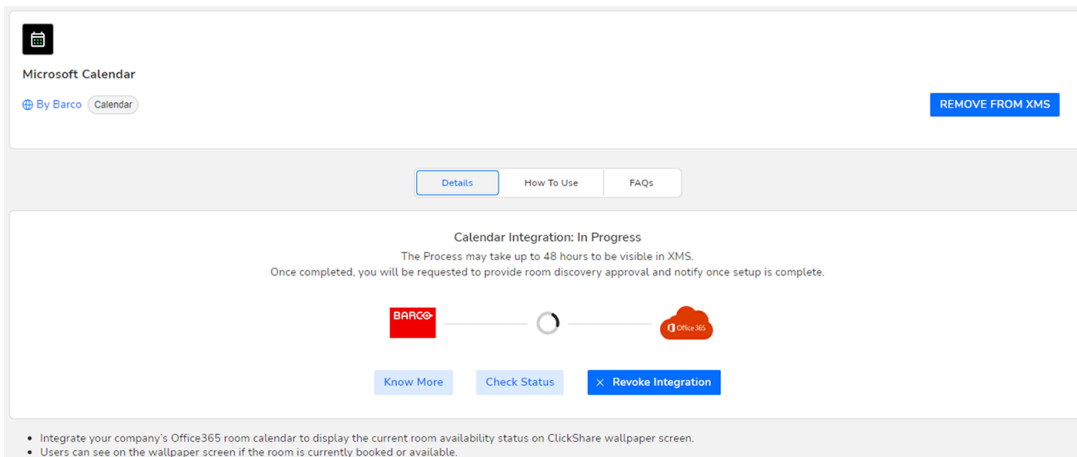 Microsoft Calendar
By Barco Calendar
REMOVE FROM XMS
Details How To Use FAQs
Calendar Integration: In Progress
The Process may take up to 48 hours to be visible in XMS.
Once completed, you will be requested to provide room discovery approval and notify once setup is complete.
BARCO
Office 365
Know More Check Status × Revoke Integration
• Integrate your company's Office365 room calendar to display the current room availability status on ClickShare wallpaper screen.
• Users can see on the wallpaper screen if the room is currently booked or available.